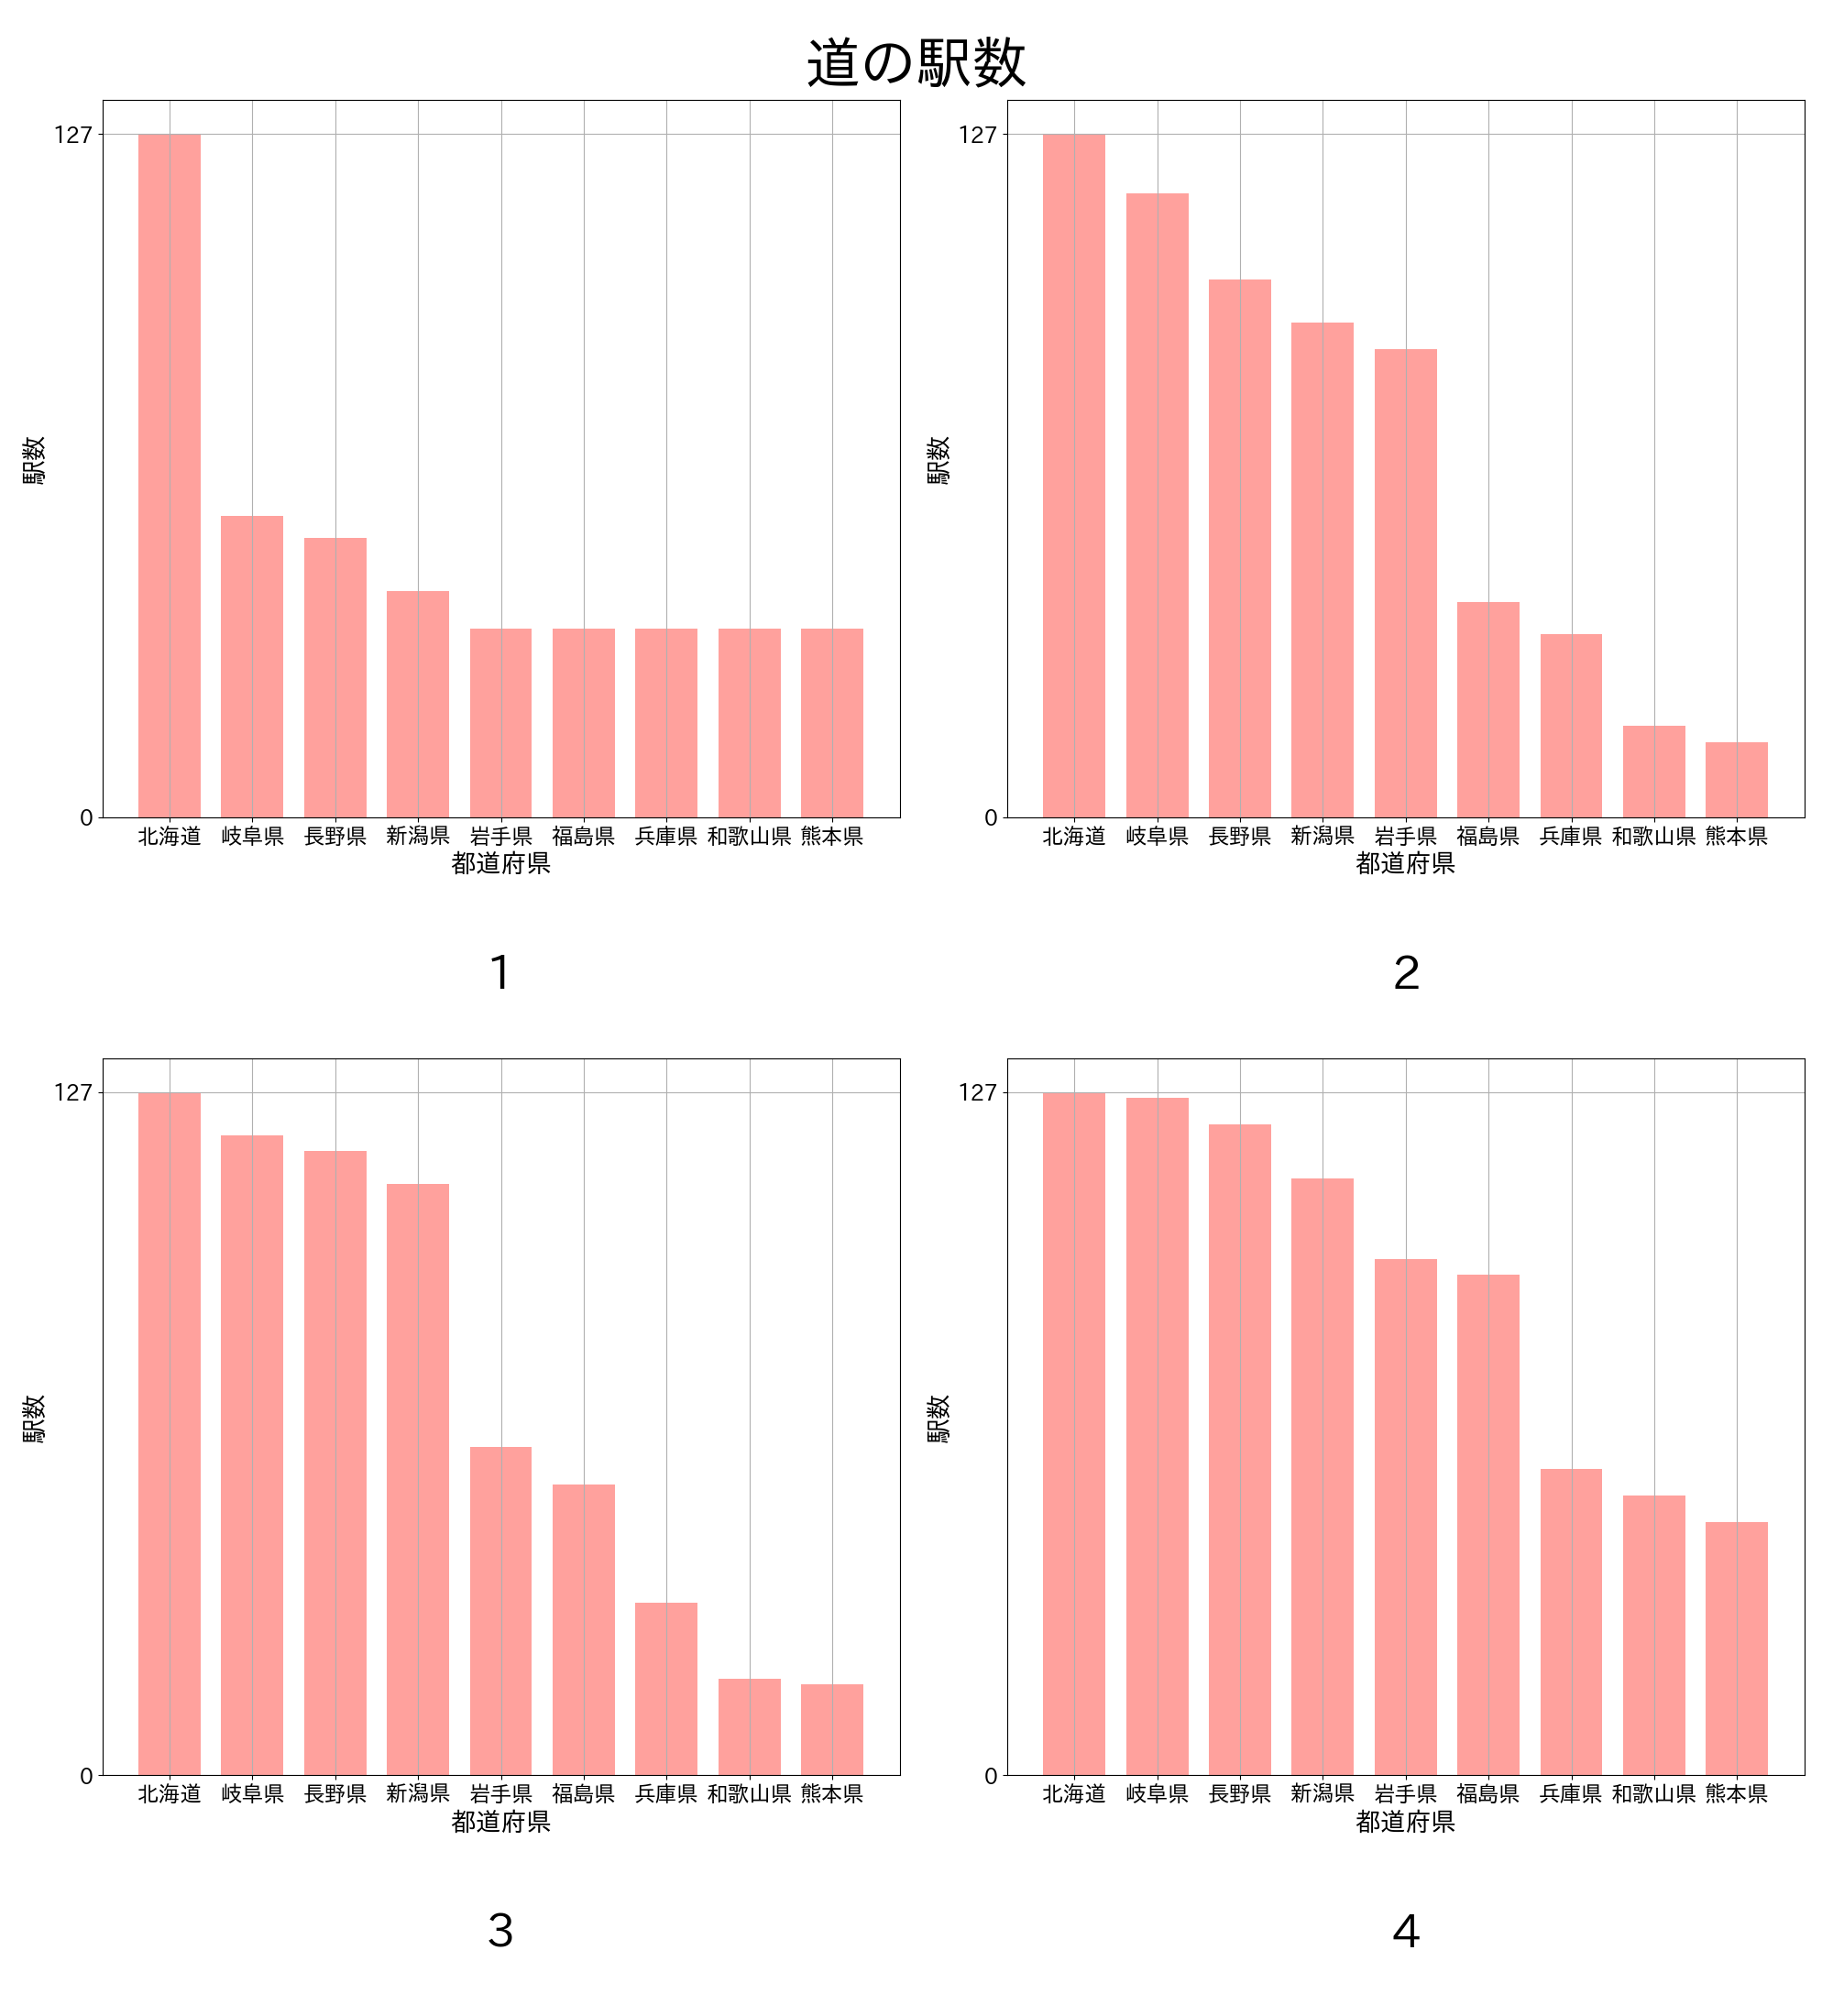 道の駅数
127
駅数
0
北海道 岐阜県 長野県 新潟県 岩手県 福島県 兵庫県 和歌山県 熊本県
都道府県
1
127
駅数
0
北海道 岐阜県 長野県 新潟県 岩手県 福島県 兵庫県 和歌山県 熊本県
都道府県
2
127
駅数
0
北海道 岐阜県 長野県 新潟県 岩手県 福島県 兵庫県 和歌山県 熊本県
都道府県
3
127
駅数
0
北海道 岐阜県 長野県 新潟県 岩手県 福島県 兵庫県 和歌山県 熊本県
都道府県
4